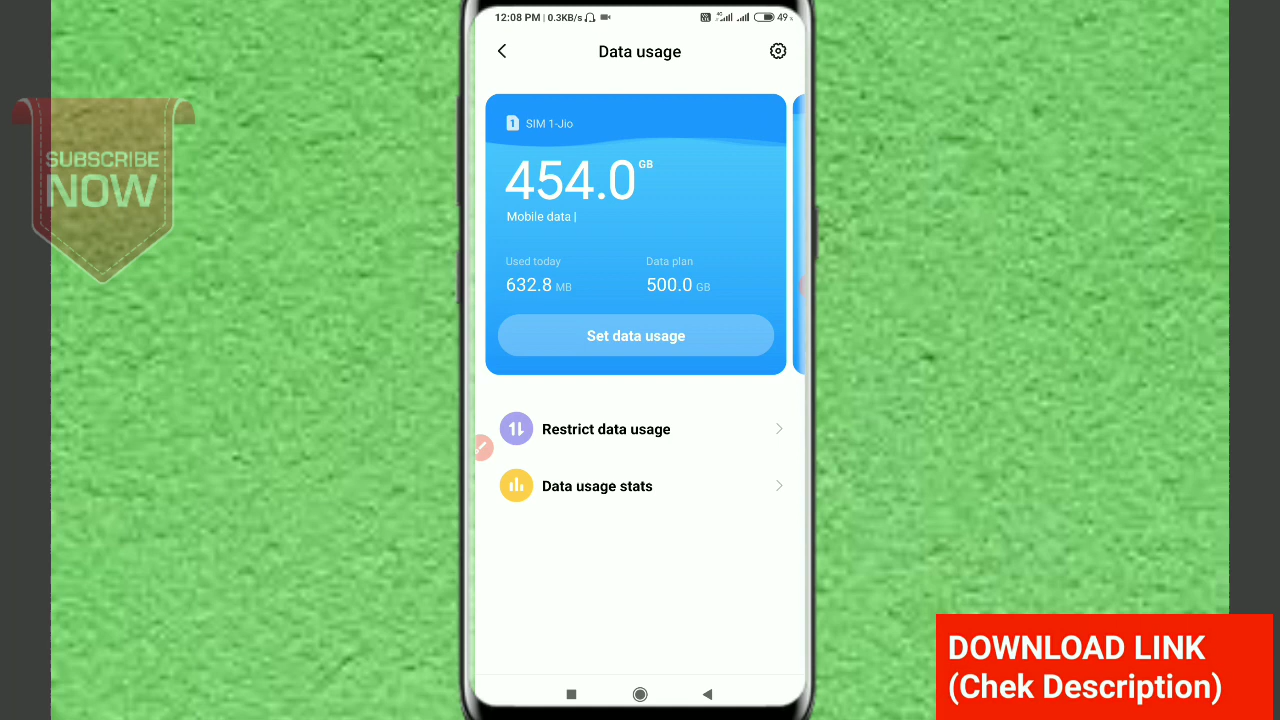 12:08 PM | 0.3KB/s
49
Data usage
1 SIM 1-Jio
454.0 GB
Mobile data |
Used today
Data plan
632.8 MB
500.0 GB
Set data usage
Restrict data usage
Data usage stats
SUBSCRIBE
NOW
DOWNLOAD LINK
(Chek Description)